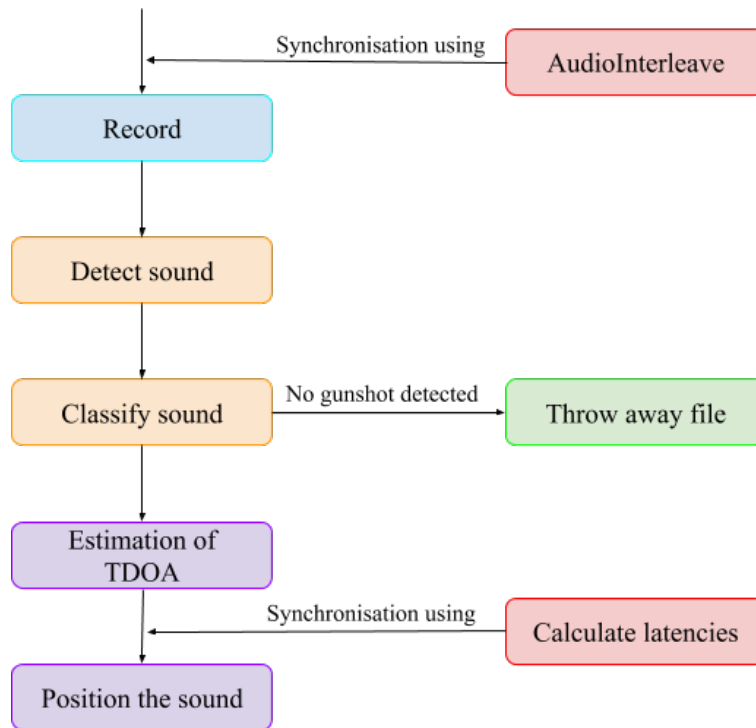 Synchronisation using
AudioInterleave
Record
Detect sound
Classify sound
No gunshot detected
Throw away file
Estimation of
TDOA
Synchronisation using
Calculate latencies
Position the sound